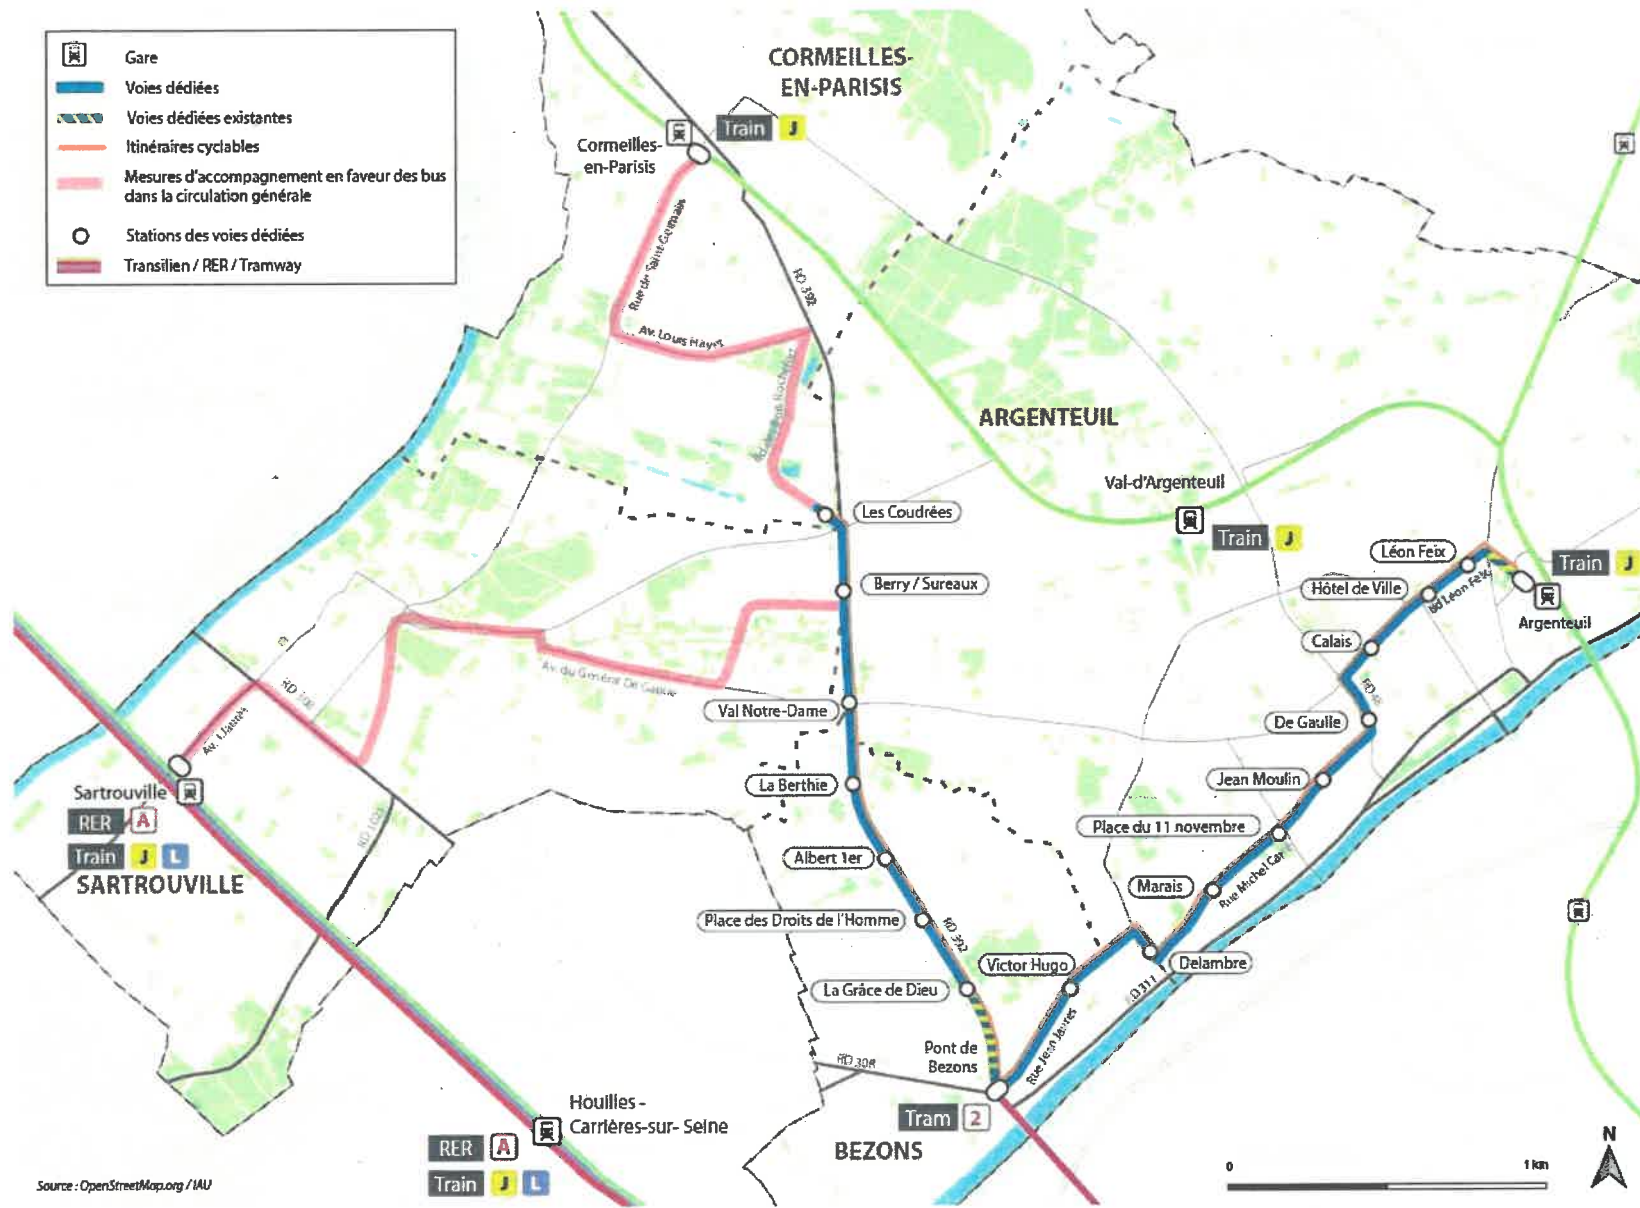 Gare
Voies dédiées
Voies dédiées existantes
Itinéraires cyclables
Mesures d'accompagnement en faveur des bus
dans la circulation générale
Stations des voies dédiées
Transilien / RER / Tramway
CORMEILLES-
EN-PARISIS
Train J
Cormeilles-
en-Parisis
Rue de Saint-Germain
RD 392
Av. Louis Hayet
ARGENTEUIL
Val-d'Argenteuil
Train J
Les Coudrées
Léon Feix
Train J
Berry / Sureaux
Hôtel de Ville
Bd Léon Feix
Argenteuil
Calais
Av. du Général De Gaulle
Val Notre-Dame
De Gaulle
Av. J. Jaurès
Jean Moulin
La Berthie
Sartrouville
RER A
Train J L
SARTROUVILLE
Place du 11 novembre
Albert 1er
Marais
Rue Michel Carré
Place des Droits de l'Homme
RD 392
Victor Hugo
Delambre
La Grâce de Dieu
D311
Rue Jean Jaurès
Pont de
Bezons
RD 308
Tram 2
BEZONS
Houilles -
Carrières-sur- Seine
RER A
Train J L
N
0 1 km
Source : OpenStreetMap.org / IAU